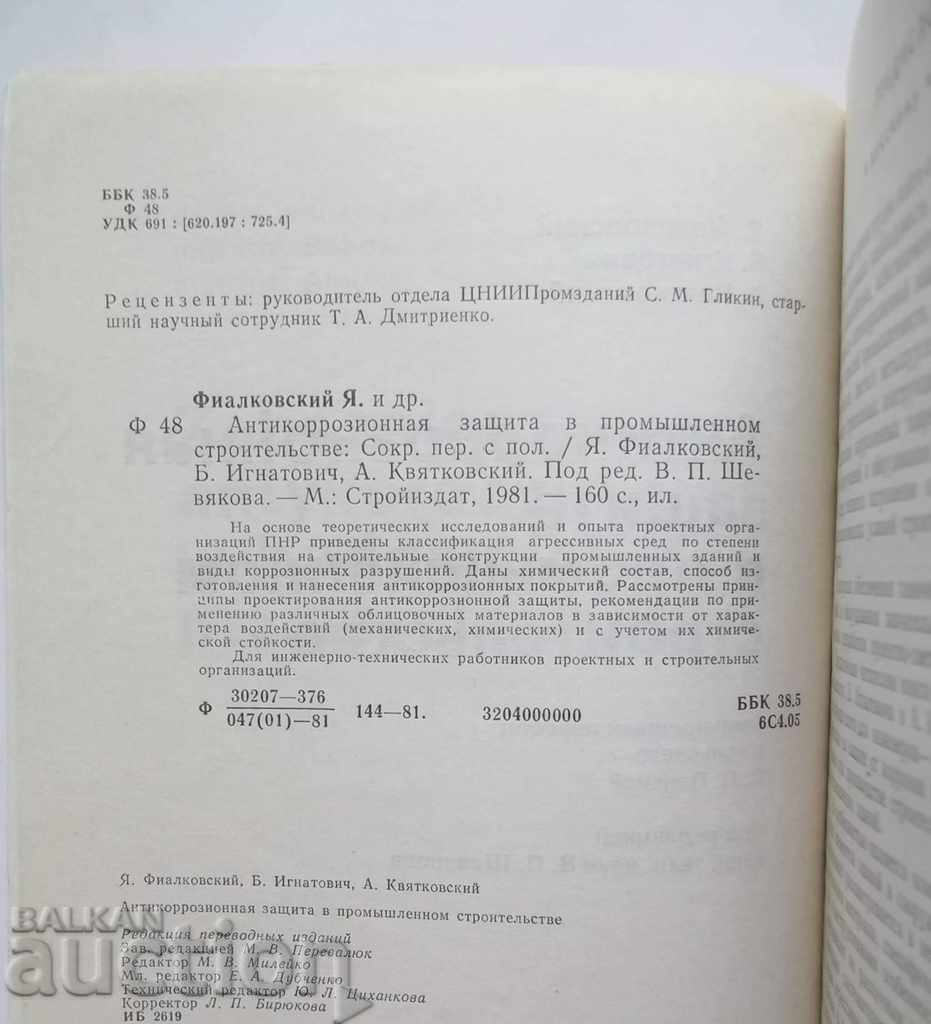 ББК 38.5
Ф 48
УДК 691 : [620.197 : 725.4]
Рецензенты: руководитель отдела ЦНИИПромзданий С. М. Гликин, стар-
ший научный сотрудник Т. А. Дмитриенко.
Фиалковский Я. и др.
Ф 48 Антикоррозионная защита в промышленном
строительстве: Сокр. пер. с пол. / Я. Фиалковский,
Б. Игнатович, А. Квятковский. Под ред. В. П. Ше-
вякова. — М.: Стройиздат, 1981. — 160 с., ил.
На основе теоретических исследований и опыта проектных орга-
низаций ПНР приведены классификация агрессивных сред по степени
воздействия на строительные конструкции промышленных зданий и
виды коррозионных разрушений. Даны химический состав, способ из-
готовления и нанесения антикоррозионных покрытий. Рассмотрены прин-
ципы проектирования антикоррозионной защиты, рекомендации по при-
менению различных облицовочных материалов в зависимости от харак-
тера воздействий (механических, химических) и с учетом их химиче-
ской стойкости.
Для инженерно-технических работников проектных и строительных
организаций.
Ф 30207—376
047(01)—81 144—81. 3204000000
ББК 38.5
6С4.05
Я. Фиалковский, Б. Игнатович, А. Квятковский
Антикоррозионная защита в промышленном строительстве
Редакция переводных изданий
Зав. редакцией М. В. Перевалюк
Редактор М. В. Милейко
Мл. редактор Е. А. Дубченко
Технический редактор Ю. Л. Циханкова
Корректор Л. П. Бирюкова
ИБ 2619
BALKAN
auction